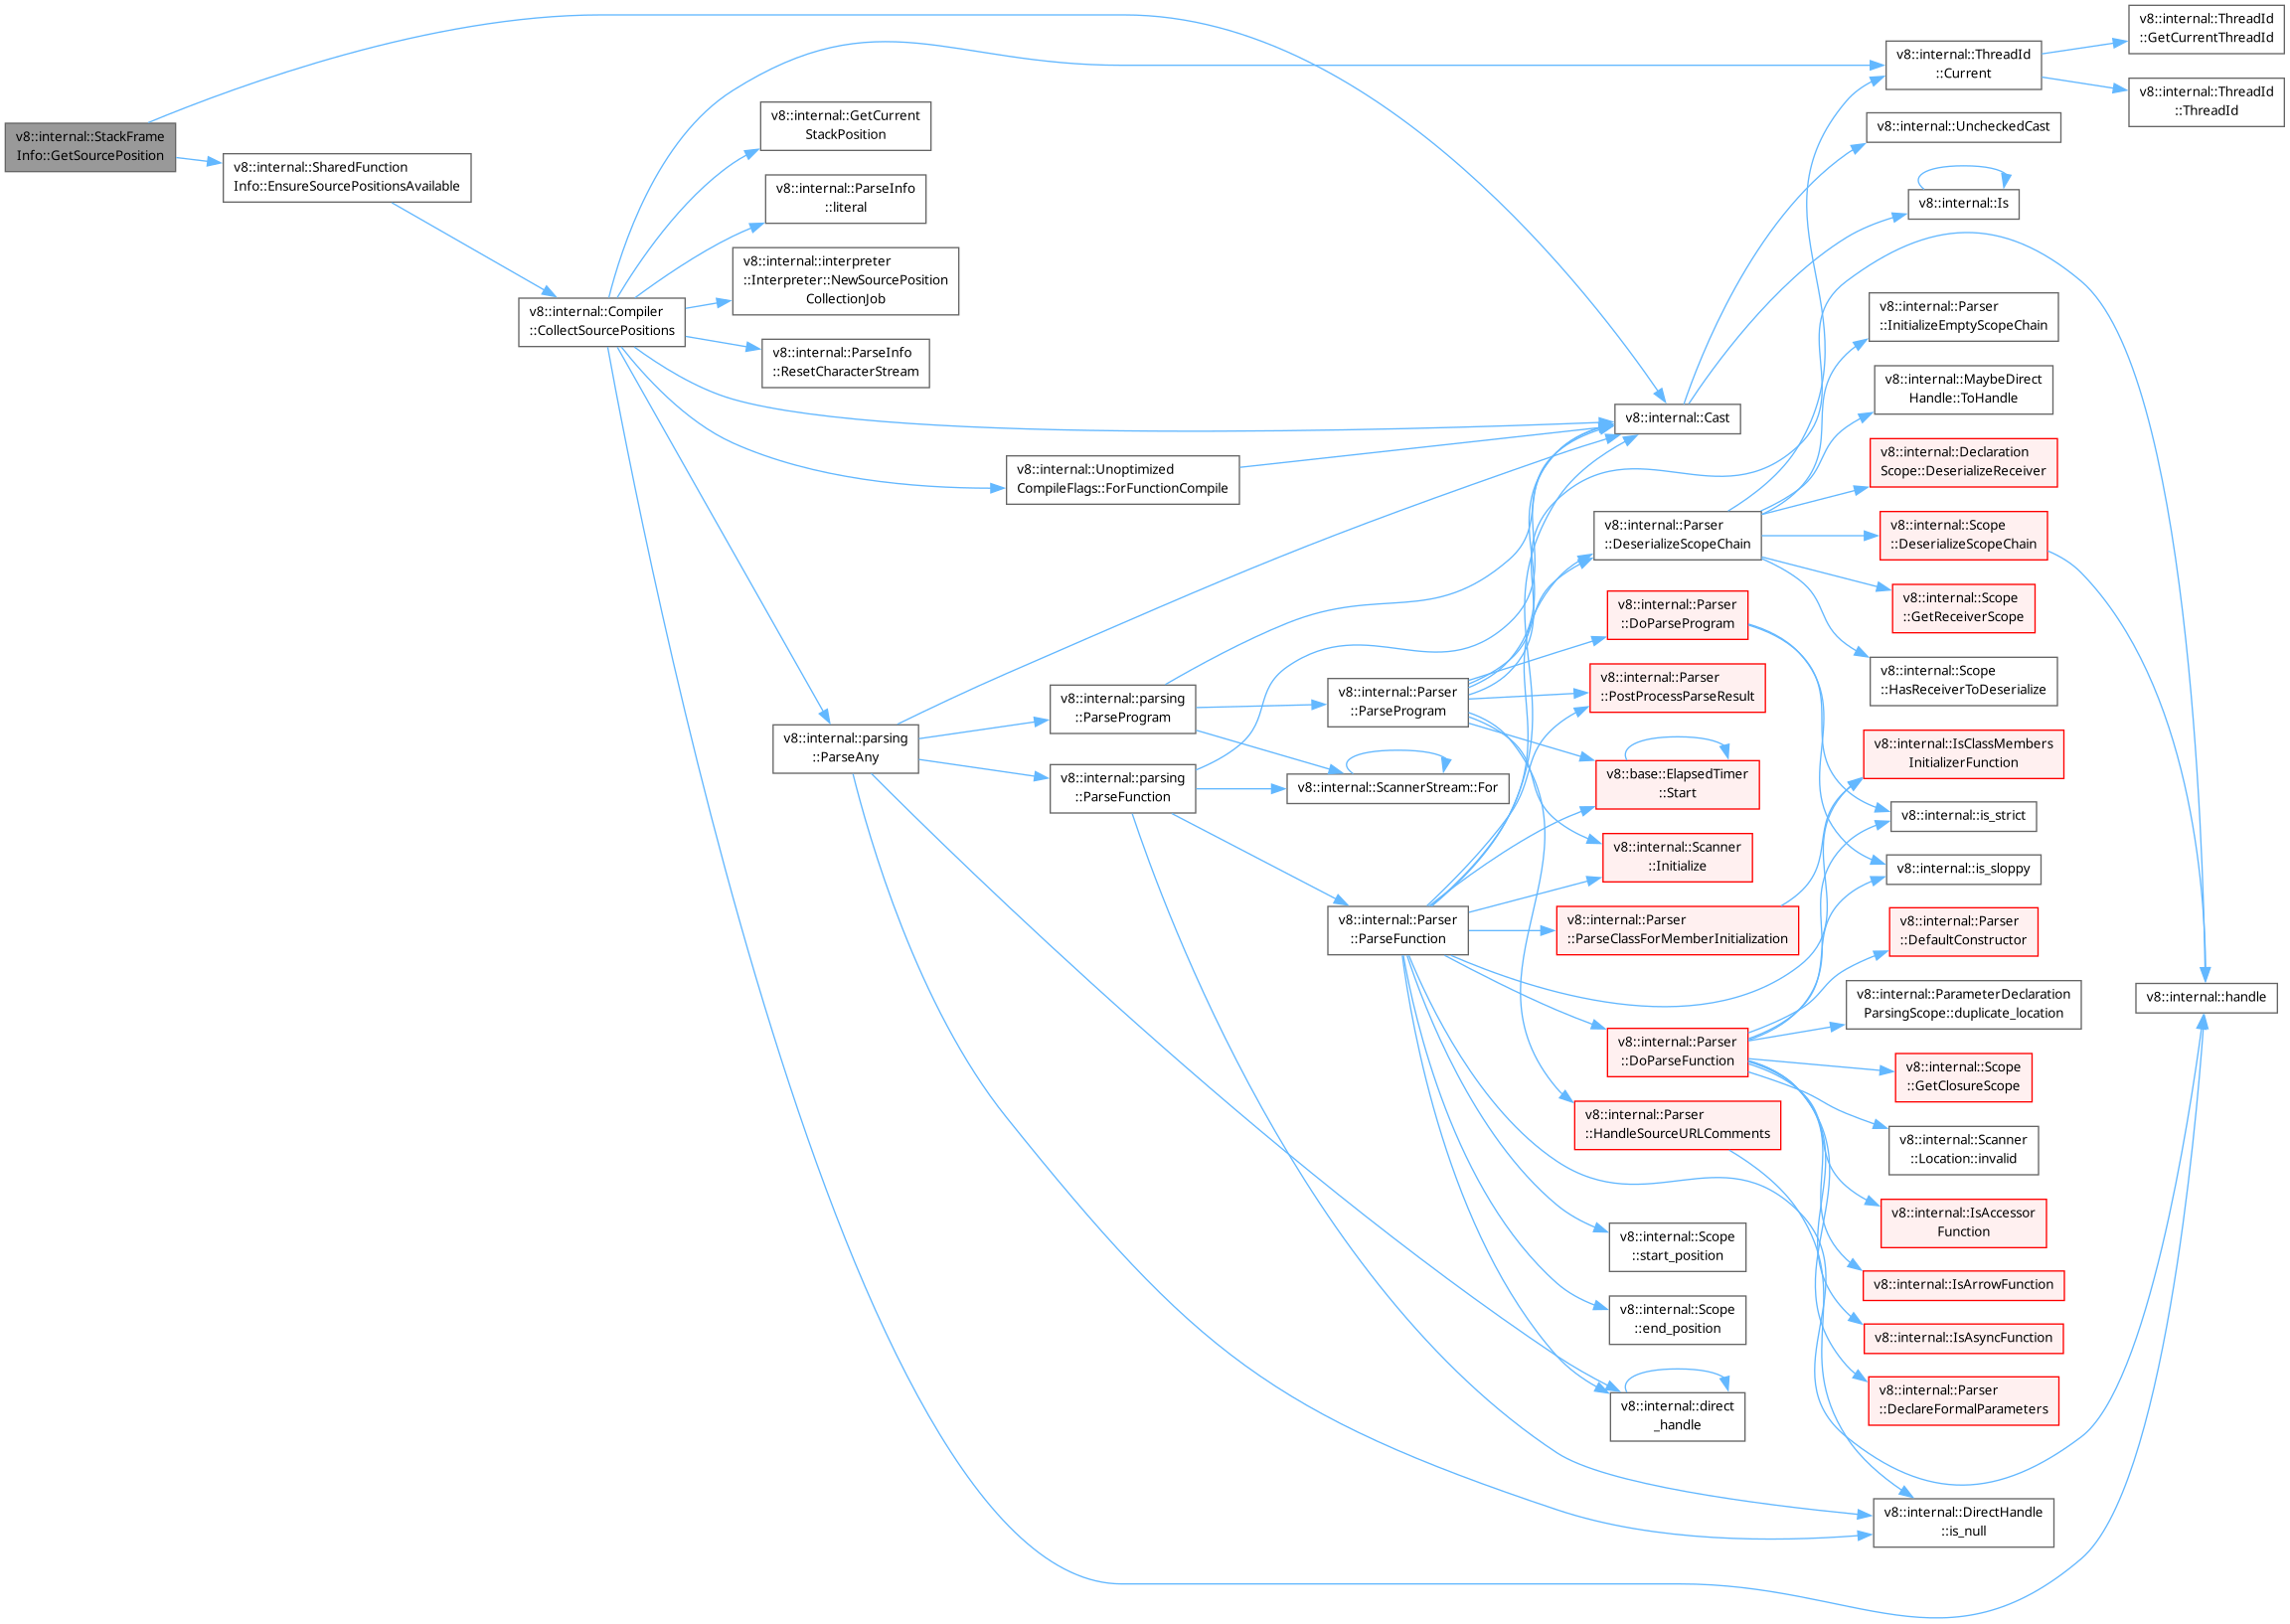 v8::internal::StackFrame
Info::GetSourcePosition
v8::internal::SharedFunction
Info::EnsureSourcePositionsAvailable
v8::internal::Compiler
::CollectSourcePositions
v8::internal::GetCurrent
StackPosition
v8::internal::ParseInfo
::literal
v8::internal::interpreter
::Interpreter::NewSourcePosition
CollectionJob
v8::internal::ParseInfo
::ResetCharacterStream
v8::internal::parsing
::ParseAny
v8::internal::Unoptimized
CompileFlags::ForFunctionCompile
v8::internal::parsing
::ParseProgram
v8::internal::parsing
::ParseFunction
v8::internal::Parser
::ParseProgram
v8::internal::ScannerStream::For
v8::internal::Parser
::ParseFunction
v8::internal::Cast
v8::internal::Parser
::DeserializeScopeChain
v8::internal::Parser
::DoParseProgram
v8::internal::Parser
::PostProcessParseResult
v8::base::ElapsedTimer
::Start
v8::internal::Scanner
::Initialize
v8::internal::Parser
::ParseClassForMemberInitialization
v8::internal::Parser
::DoParseFunction
v8::internal::Parser
::HandleSourceURLComments
v8::internal::Scope
::start_position
v8::internal::Scope
::end_position
v8::internal::direct
_handle
v8::internal::ThreadId
::Current
v8::internal::UncheckedCast
v8::internal::Is
v8::internal::Parser
::InitializeEmptyScopeChain
v8::internal::MaybeDirect
Handle::ToHandle
v8::internal::Declaration
Scope::DeserializeReceiver
v8::internal::Scope
::DeserializeScopeChain
v8::internal::Scope
::GetReceiverScope
v8::internal::Scope
::HasReceiverToDeserialize
v8::internal::IsClassMembers
InitializerFunction
v8::internal::is_strict
v8::internal::is_sloppy
v8::internal::Parser
::DefaultConstructor
v8::internal::ParameterDeclaration
ParsingScope::duplicate_location
v8::internal::Scope
::GetClosureScope
v8::internal::Scanner
::Location::invalid
v8::internal::IsAccessor
Function
v8::internal::IsArrowFunction
v8::internal::IsAsyncFunction
v8::internal::Parser
::DeclareFormalParameters
v8::internal::DirectHandle
::is_null
v8::internal::ThreadId
::GetCurrentThreadId
v8::internal::ThreadId
::ThreadId
v8::internal::handle